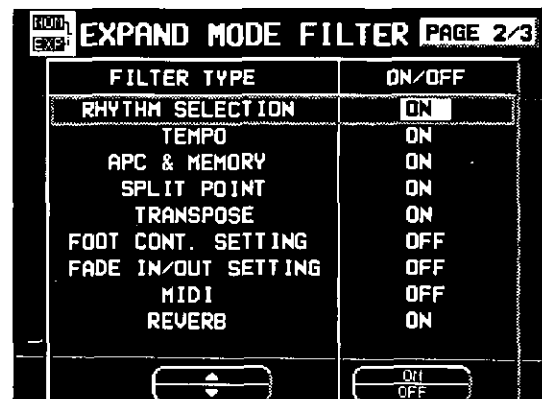 NOM
EXP
EXPAND MODE FILTER PAGE 2/3
FILTER TYPE ON/OFF
RHYTHM SELECTION ON
TEMPO ON
APC & MEMORY ON
SPLIT POINT ON
TRANSPOSE ON
FOOT CONT. SETTING OFF
FADE IN/OUT SETTING OFF
MIDI OFF
REVERB ON
ON
OFF